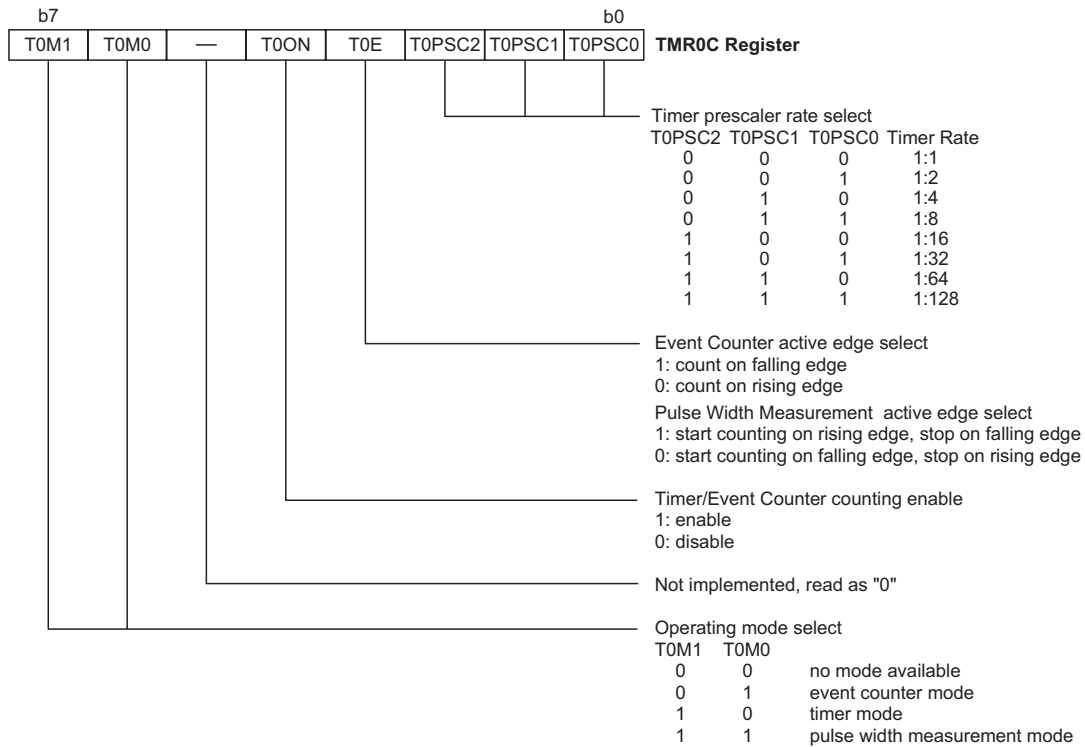 b7 b0
T0M1 T0M0 — T0ON T0E T0PSC2 T0PSC1 T0PSC0 TMR0C Register
Timer prescaler rate select
T0PSC2 T0PSC1 T0PSC0 Timer Rate
0 0 0 1:1
0 0 1 1:2
0 1 0 1:4
0 1 1 1:8
1 0 0 1:16
1 0 1 1:32
1 1 0 1:64
1 1 1 1:128
Event Counter active edge select
1: count on falling edge
0: count on rising edge
Pulse Width Measurement active edge select
1: start counting on rising edge, stop on falling edge
0: start counting on falling edge, stop on rising edge
Timer/Event Counter counting enable
1: enable
0: disable
Not implemented, read as "0"
Operating mode select
T0M1 T0M0
0 0 no mode available
0 1 event counter mode
1 0 timer mode
1 1 pulse width measurement mode